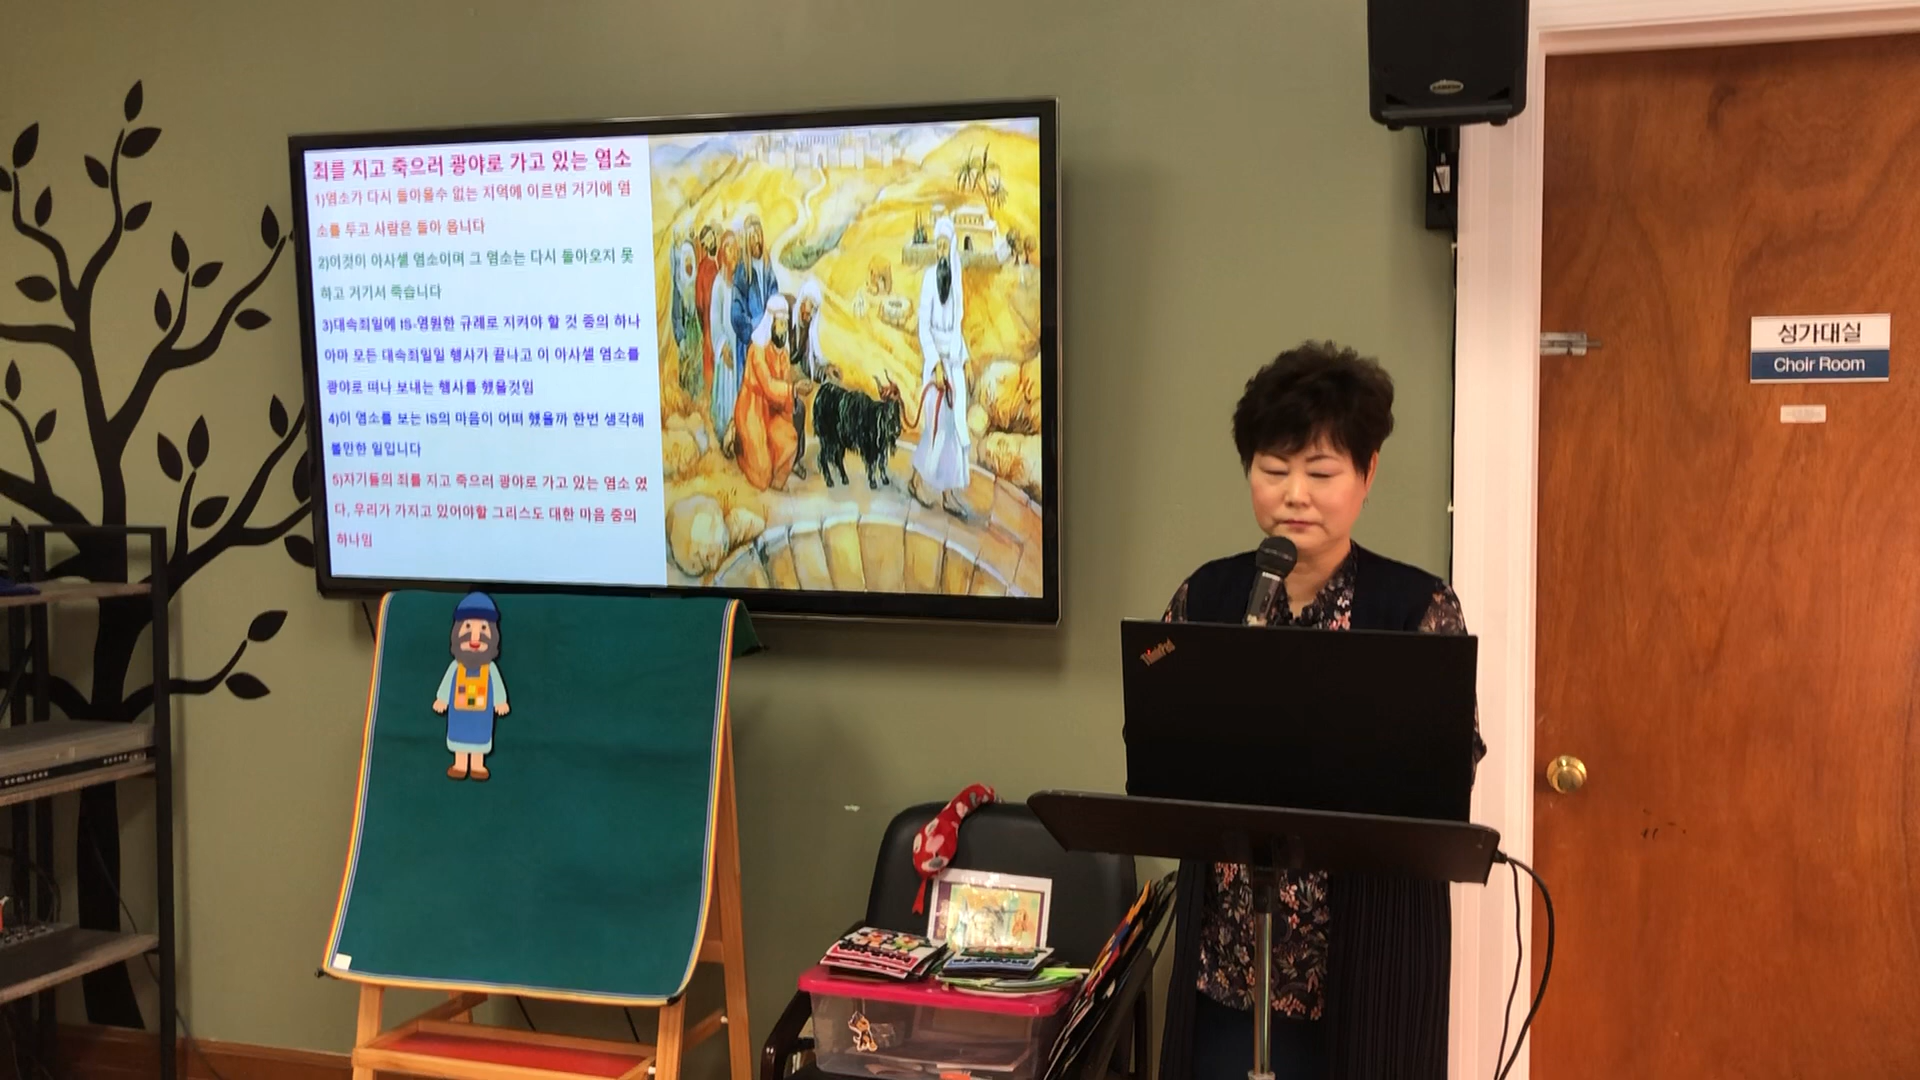 죄를 지고 죽으러 광야로 가고 있는 염소
1)염소가 다시 돌아올수 없는 지역에 이르면 거기에 염
소를 두고 사람은 돌아 옵니다
2)이것이 아사셀 염소이며 그 염소는 다시 돌아오지 못
하고 거기서 죽습니다
3)대속죄일에 IS-영원한 규례로 지켜야 할 것 중의 하나
아마 모든 대속죄일일 행사가 끝나고 이 아사셀 염소를
광야로 떠나 보내는 행사를 했을것임
4)이 염소를 보는 IS의 마음이 어떠 했을까 한번 생각해
볼만한 일입니다
5)자기들의 죄를 지고 죽으러 광야로 가고 있는 염소 였
다, 우리가 가지고 있어야할 그리스도 대한 마음 중의
하나임
성가대실
Choir Room
ThinkPad
SAMSON